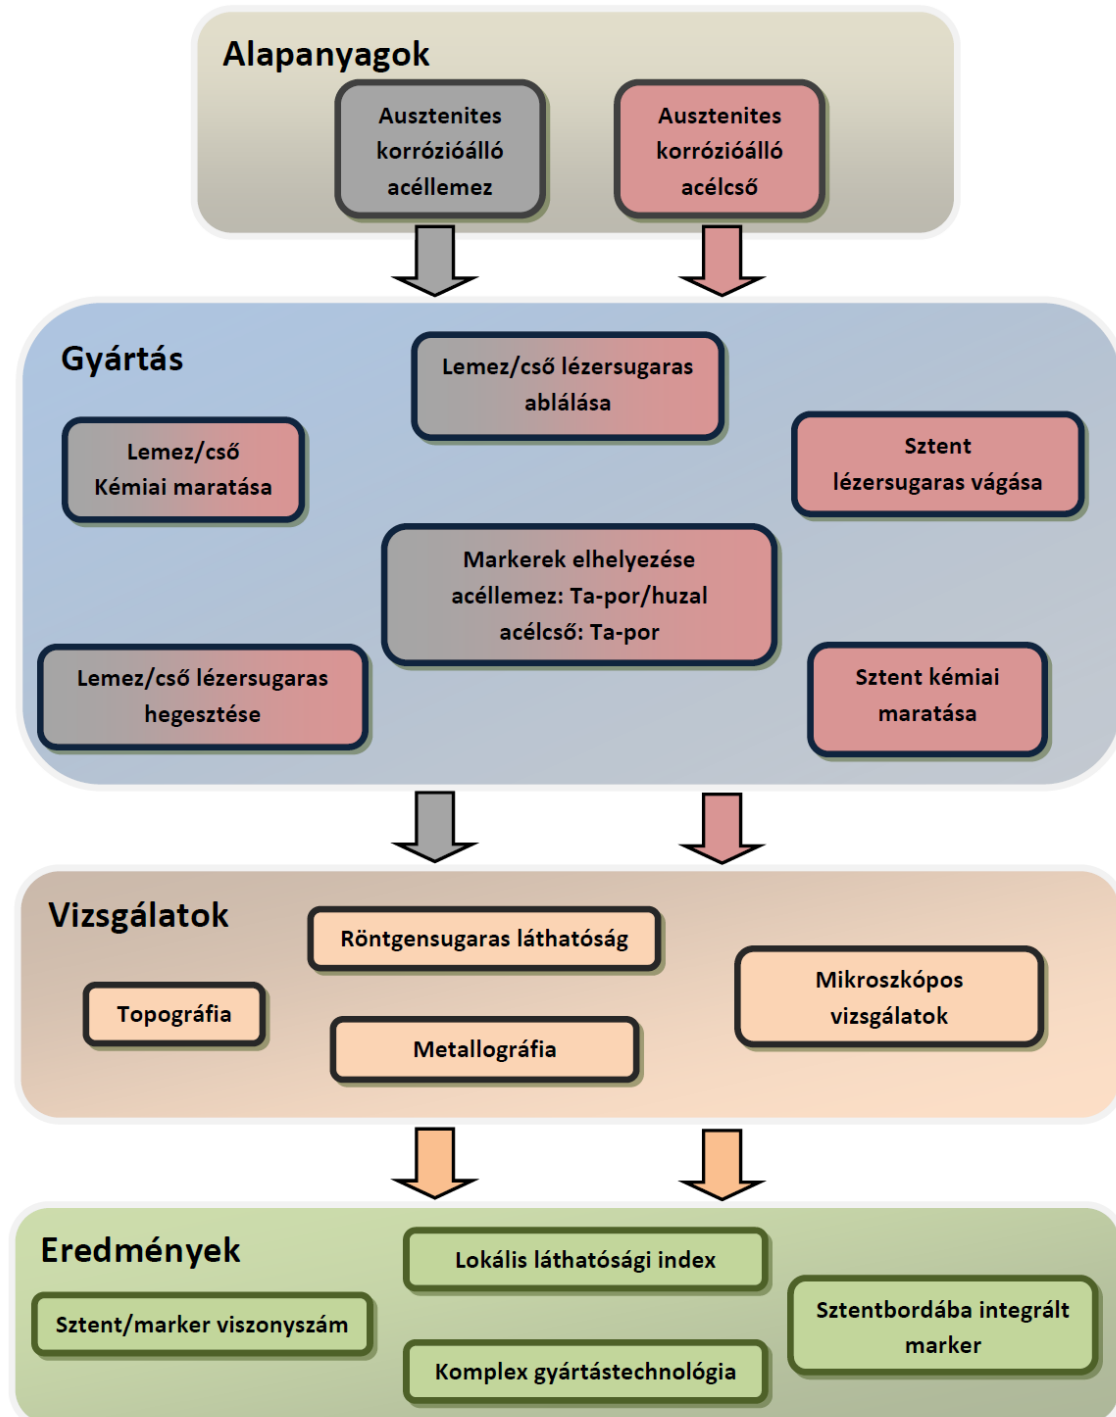 Alapanyagok
Ausztenites
korrózióálló
acéllemez
Ausztenites
korrózióálló
acélcső
Gyártás
Lemez/cső lézersugaras
ablálása
Lemez/cső
Kémiai maratása
Sztent
lézersugaras vágása
Markerek elhelyezése
acéllemez: Ta-por/huzal
acélcső: Ta-por
Lemez/cső lézersugaras
hegesztése
Sztent kémiai
maratása
Vizsgálatok
Röntgensugaras láthatóság
Mikroszkópos
vizsgálatok
Topográfia
Metallográfia
Eredmények
Lokális láthatósági index
Sztent/marker viszonyszám
Sztentbordába integrált
marker
Komplex gyártástechnológia